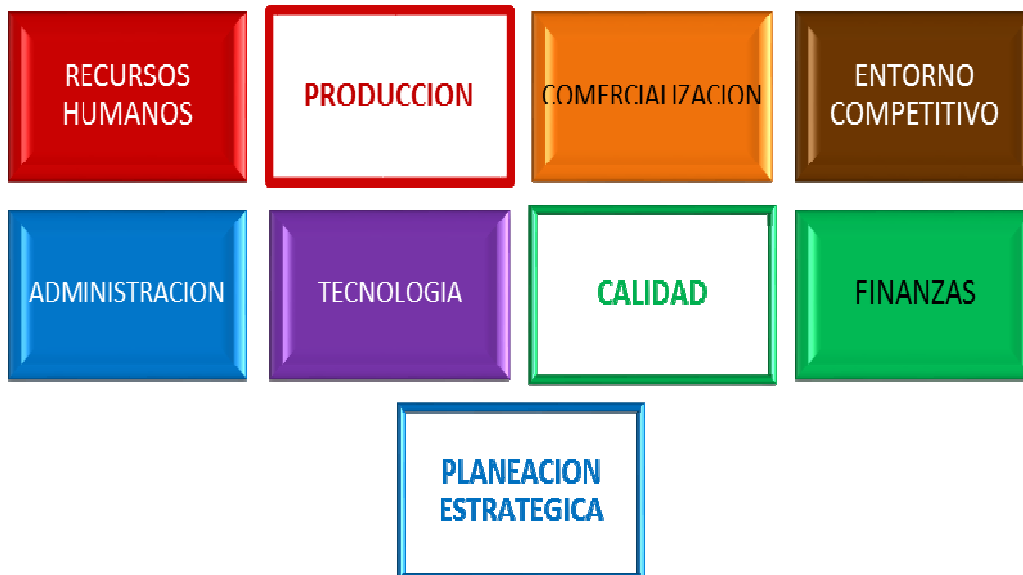 RECURSOS
HUMANOS
PRODUCCION
COMERCIALIZACION
ENTORNO
COMPETITIVO
ADMINISTRACION
TECNOLOGIA
CALIDAD
FINANZAS
PLANEACION
ESTRATEGICA